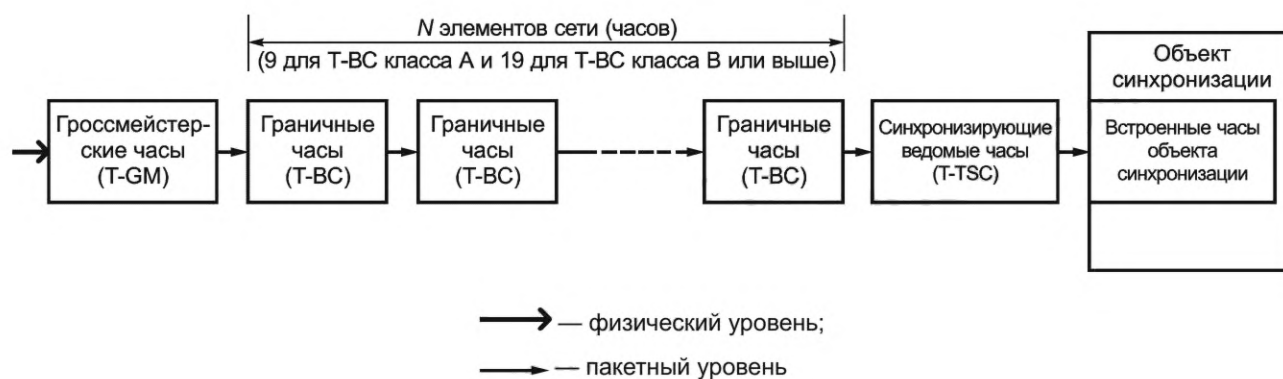 N элементов сети (часов)
(9 для T-BC класса A и 19 для T-BC класса B или выше)
Объект
синхронизации
Гроссмейстер-
ские часы
(T-GM)
Граничные
часы
(T-BC)
Граничные
часы
(T-BC)
Граничные
часы
(T-BC)
Синхронизирующие
ведомые часы
(T-TSC)
Встроенные часы
объекта
синхронизации
— физический уровень;
— пакетный уровень